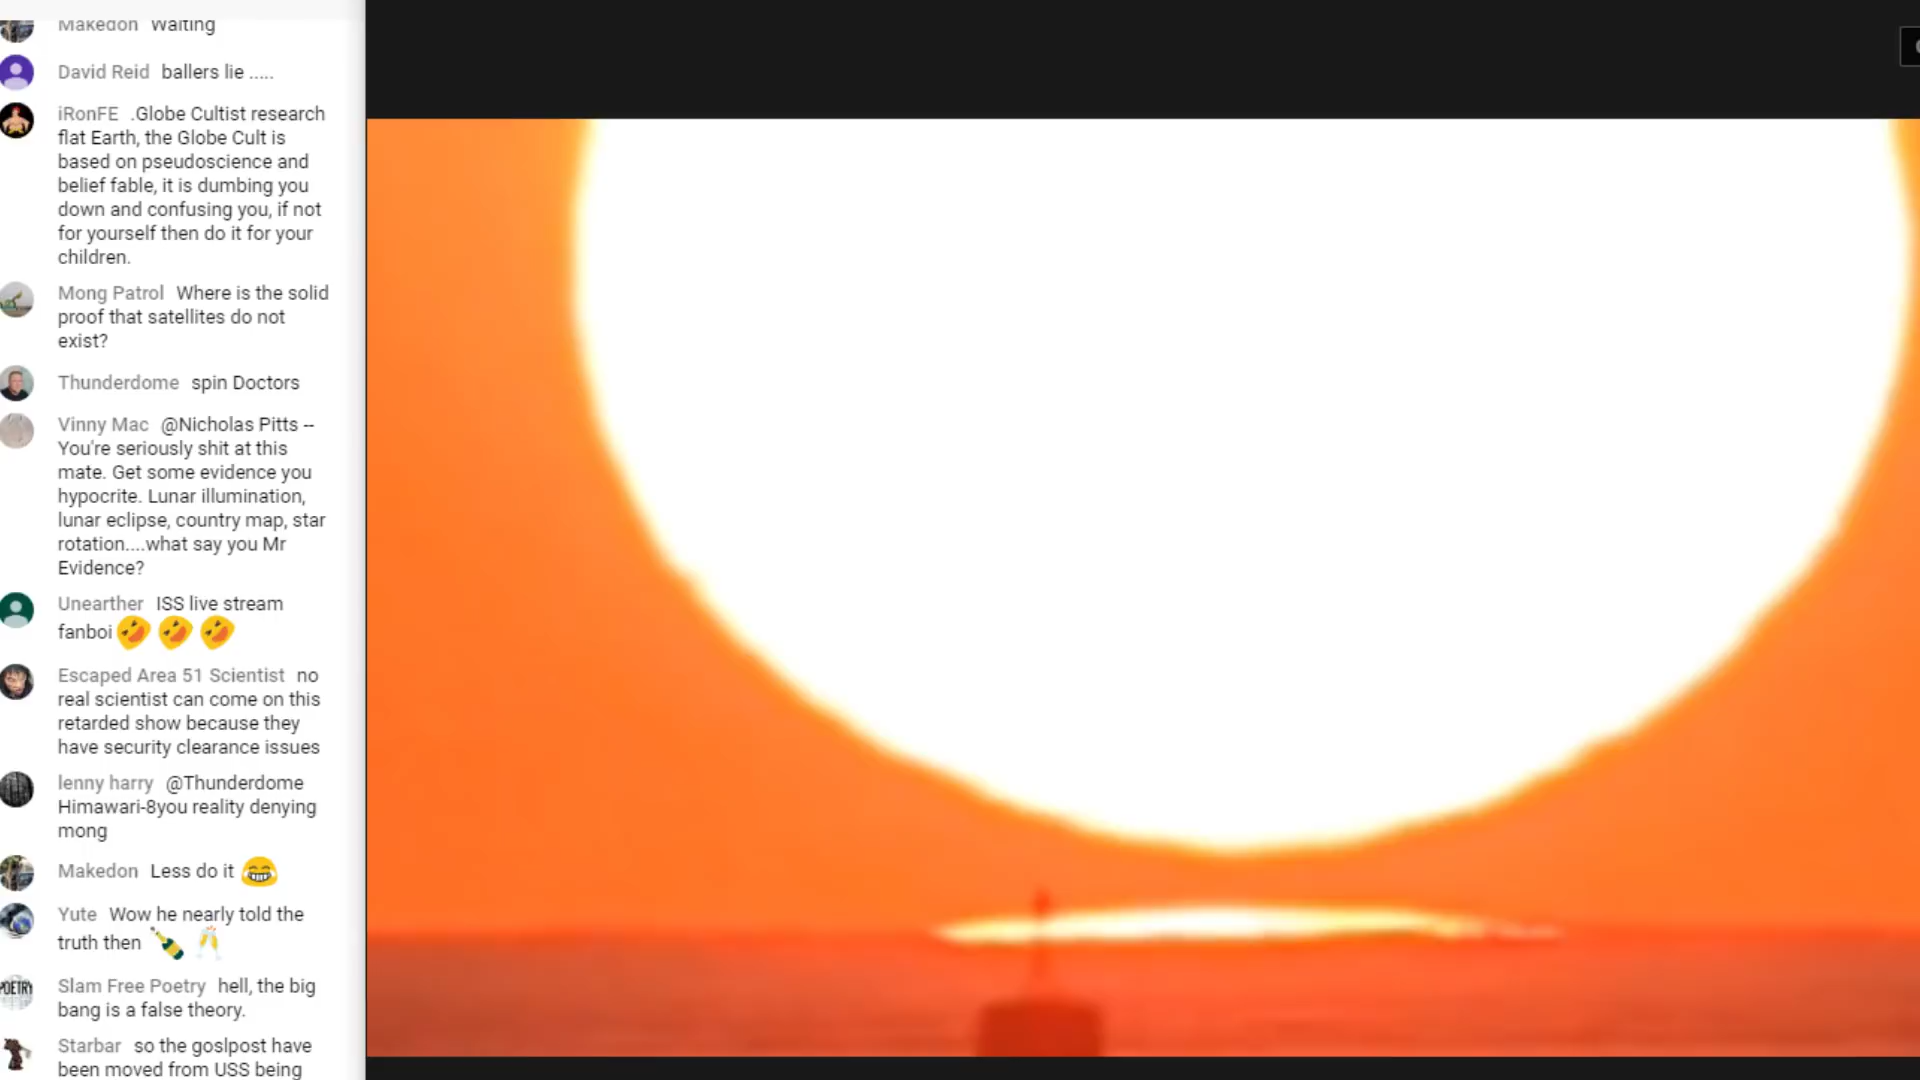 Makedon Waiting
David Reid ballers lie .....
iRonFE .Globe Cultist research
flat Earth, the Globe Cult is
based on pseudoscience and
belief fable, it is dumbing you
down and confusing you, if not
for yourself then do it for your
children.
Mong Patrol Where is the solid
proof that satellites do not
exist?
Thunderdome spin Doctors
Vinny Mac @Nicholas Pitts --
You're seriously shit at this
mate. Get some evidence you
hypocrite. Lunar illumination,
lunar eclipse, country map, star
rotation....what say you Mr
Evidence?
Unearther ISS live stream
fanboi 🤣 🤣 🤣
Escaped Area 51 Scientist no
real scientist can come on this
retarded show because they
have security clearance issues
lenny harry @Thunderdome
Himawari-8you reality denying
mong
Makedon Less do it 😂
Yute Wow he nearly told the
truth then 🍾 🥂
POETRY
Slam Free Poetry hell, the big
bang is a false theory.
Starbar so the goslpost have
been moved from USS being